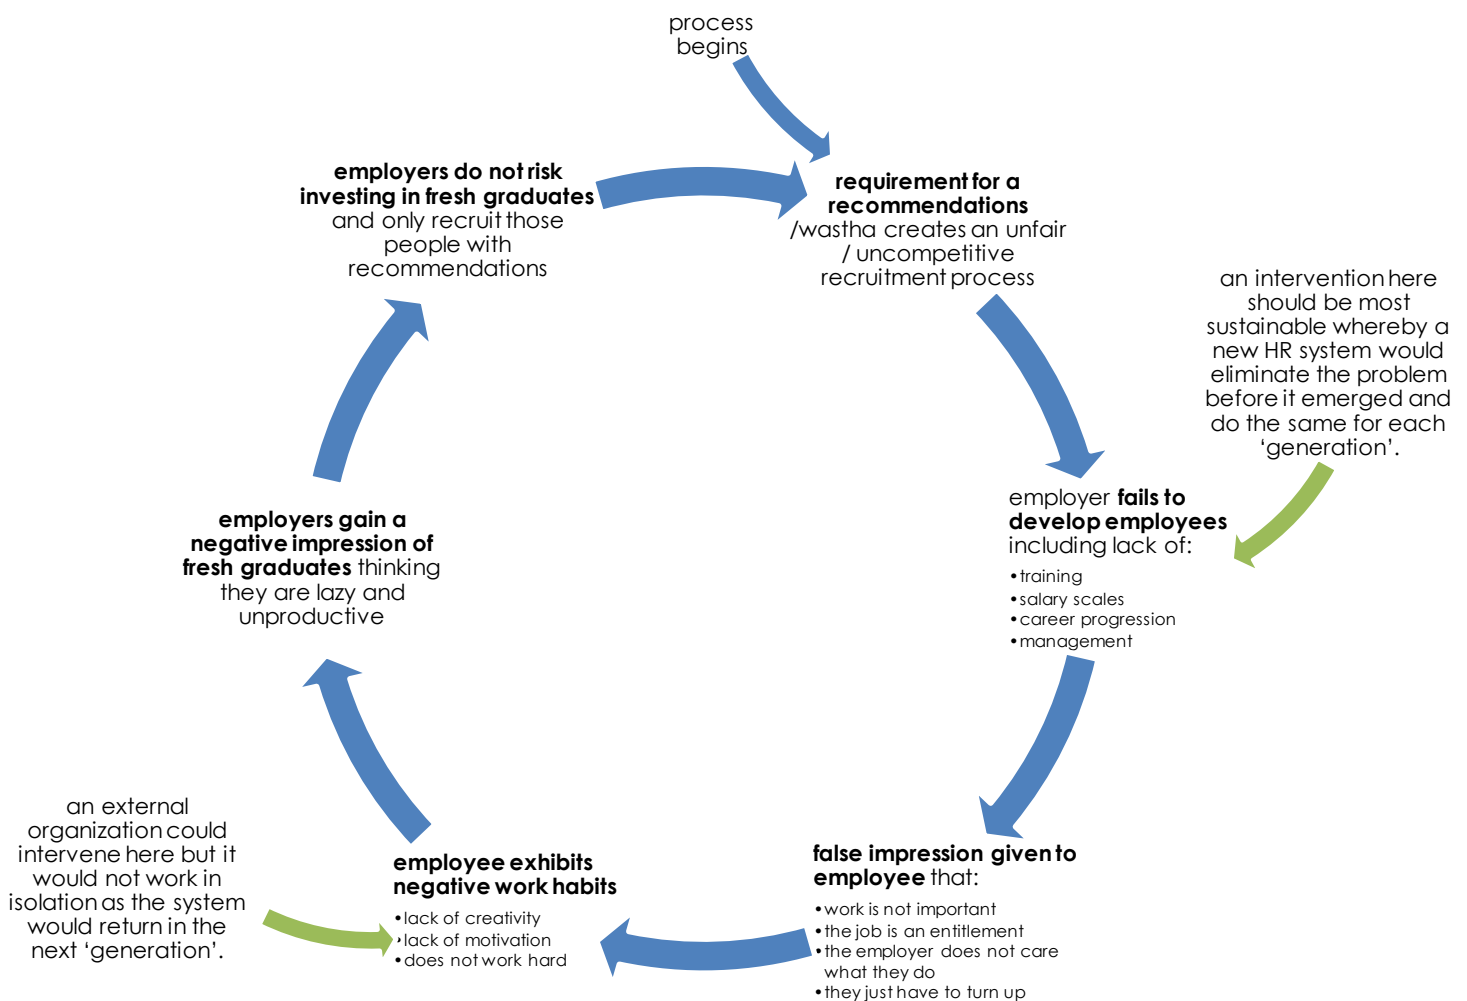 process
begins
requirement for a
recommendations
/wastha creates an unfair
/ uncompetitive
recruitment process
an intervention here
should be most
sustainable whereby a
new HR system would
eliminate the problem
before it emerged and
do the same for each
‘generation’.
employer fails to
develop employees
including lack of:
• training
• salary scales
• career progression
• management
false impression given to
employee that:
• work is not important
• the job is an entitlement
• the employer does not care
what they do
• they just have to turn up
employee exhibits
negative work habits
• lack of creativity
• lack of motivation
• does not work hard
an external
organization could
intervene here but it
would not work in
isolation as the system
would return in the
next ‘generation’.
employers gain a
negative impression of
fresh graduates thinking
they are lazy and
unproductive
employers do not risk
investing in fresh graduates
and only recruit those
people with
recommendations